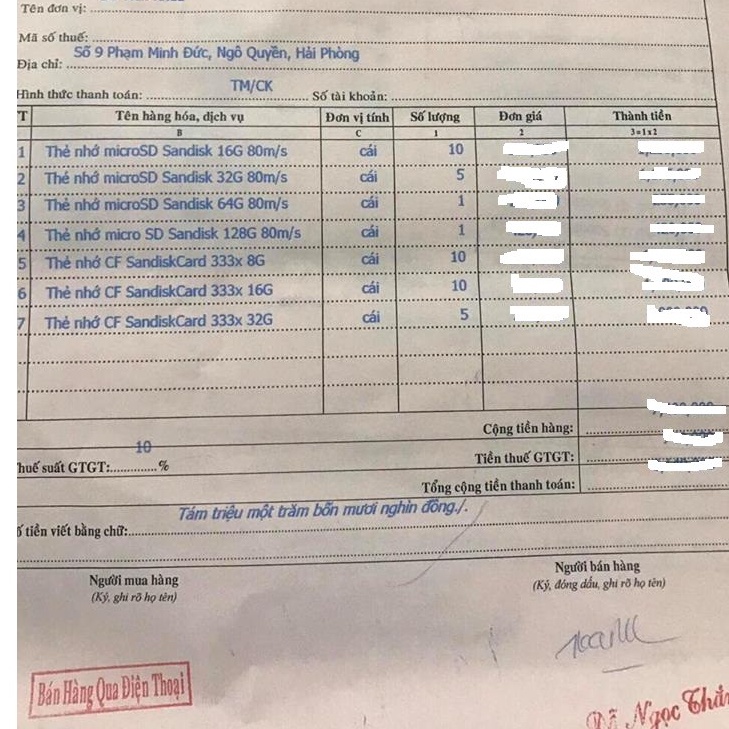 Tên đơn vị:
Mã số thuế:
Số 9 Phạm Minh Đức, Ngô Quyền, Hải Phòng
Địa chỉ:
TM/CK
Hình thức thanh toán: Số tài khoản:
T Tên hàng hóa, dịch vụ Đơn vị tính Số lượng Đơn giá Thành tiền
B C 1 2 3=1x2
1 Thẻ nhớ microSD Sandisk 16G 80m/s cái 10
2 Thẻ nhớ microSD Sandisk 32G 80m/s cái 5
3 Thẻ nhớ microSD Sandisk 64G 80m/s cái 1
4 Thẻ nhớ micro SD Sandisk 128G 80m/s cái 1
5 Thẻ nhớ CF SandiskCard 333x 8G cái 10
6 Thẻ nhớ CF SandiskCard 333x 16G cái 10
7 Thẻ nhớ CF SandiskCard 333x 32G cái 5
Cộng tiền hàng:
10
huế suất GTGT: % Tiền thuế GTGT:
Tổng cộng tiền thanh toán:
Tám triệu một trăm bốn mươi nghìn đồng./.
ố tiền viết bằng chữ:
Người mua hàng Người bán hàng
(Ký, ghi rõ họ tên) (Ký, đóng dấu, ghi rõ họ tên)
Bán Hàng Qua Điện Thoại
Đỗ Ngọc Thắn